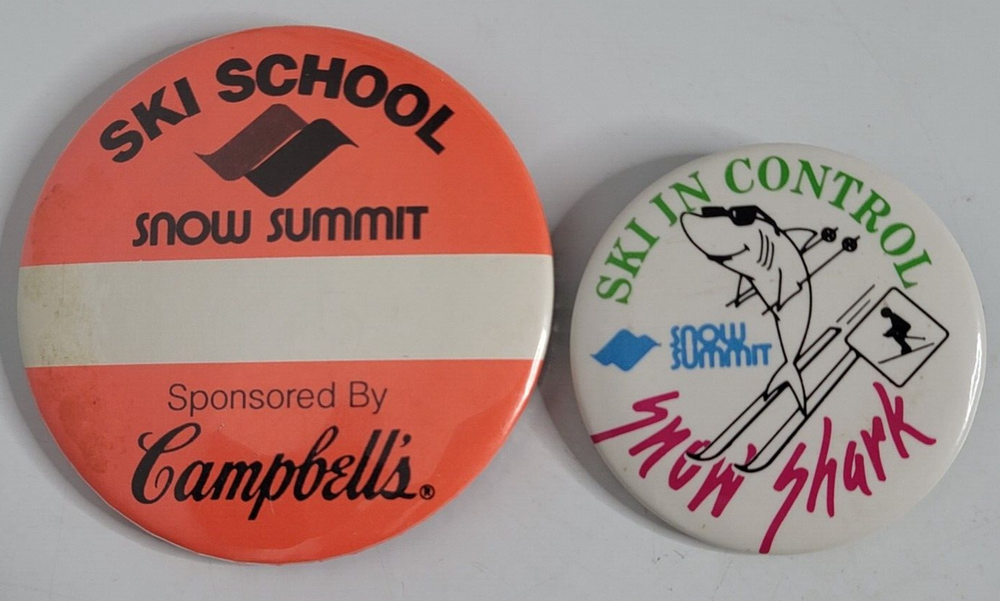 SKI SCHOOL
SNOW SUMMIT
Sponsored By
Campbell's®
SKI IN CONTROL
SNOW
SUMMIT
Snow Shark